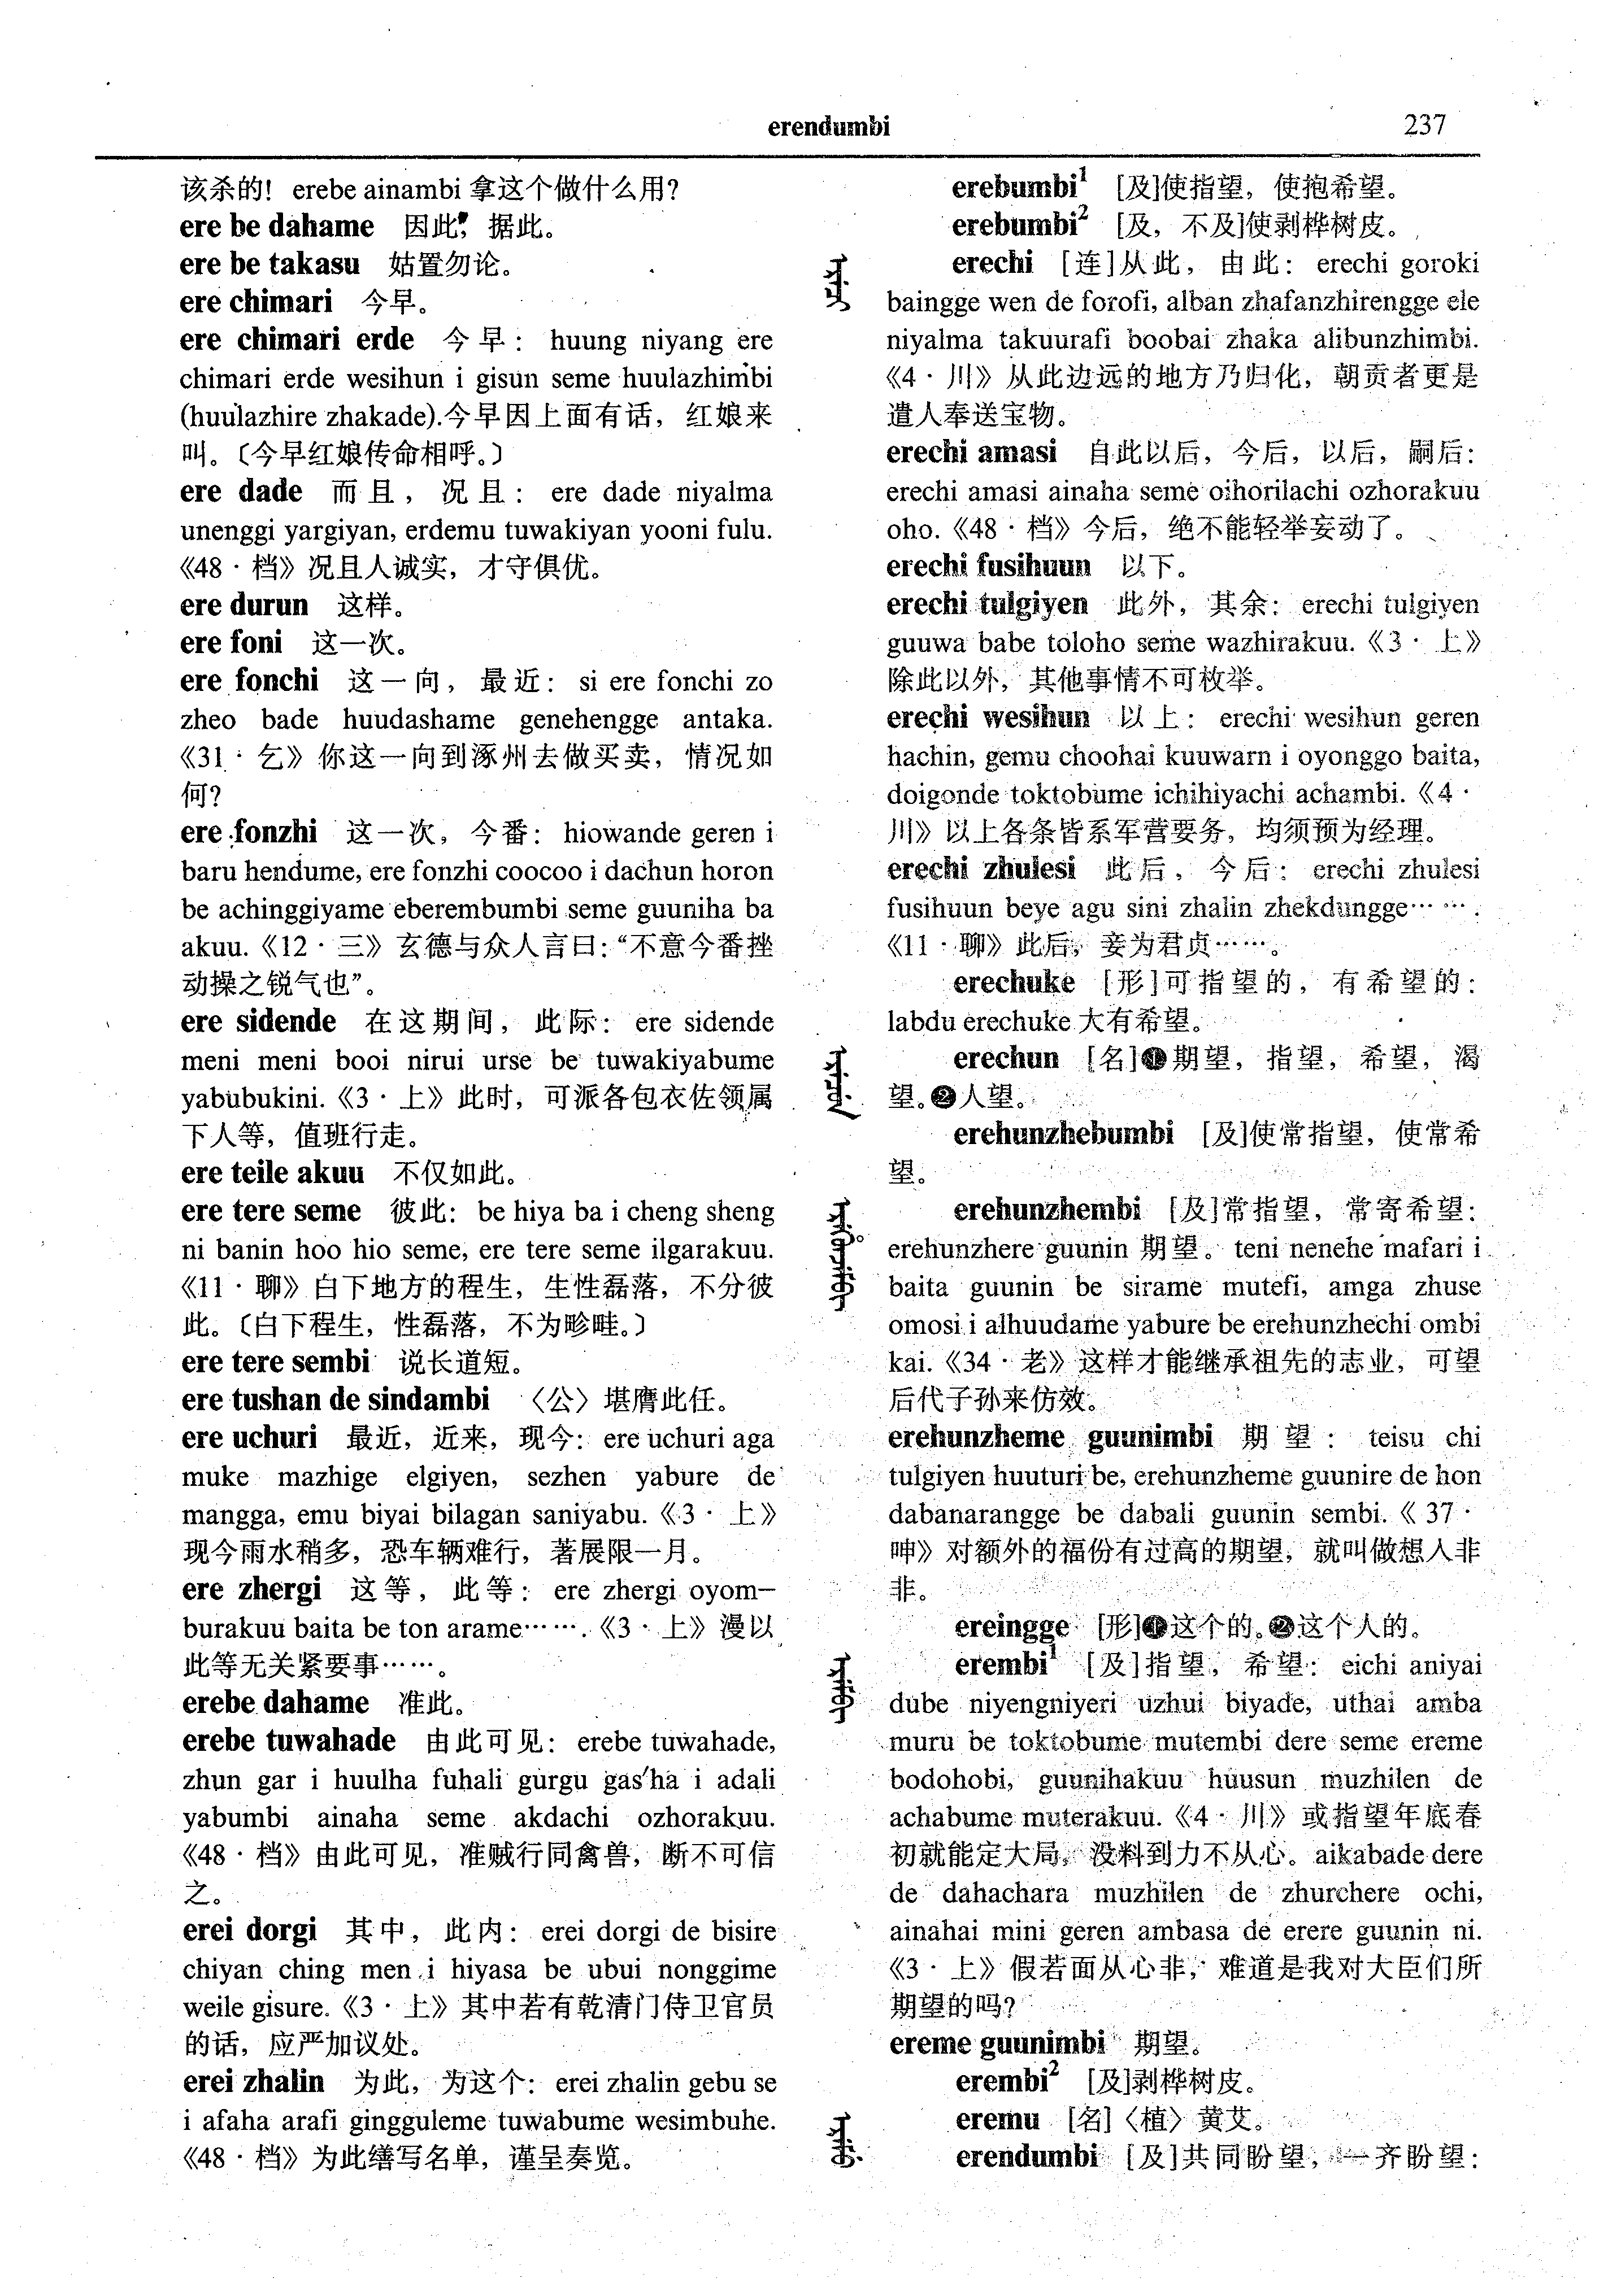 erendumbi
237
该杀的! erebe ainambi 拿这个做什么用?
ere be dahame 因此, 据此。
ere be takasu 姑置勿论。
ere chimari 今早。
ere chimari erde 今早: huung niyang ere
chimari erde wesihun i gisun seme huulazhimbi
(huulazhire zhakade).今早因上面有话, 红娘来
叫。〔今早红娘传命相呼。〕
ere dade 而且, 况且: ere dade niyalma
unenggi yargiyan, erdemu tuwakiyan yooni fulu.
《48·档》况且人诚实, 才守俱优。
ere durun 这样。
ere foni 这一次。
ere fonchi 这一向, 最近: si ere fonchi zo
zheo bade huudashame genehengge antaka.
《31·乞》你这一向到涿州去做买卖, 情况如
何?
ere fonzhi 这一次, 今番: hiowande geren i
baru hendume, ere fonzhi coocoo i dachun horon
be achinggiyame eberembumbi seme guuniha ba
akuu.《12·三》玄德与众人言曰:“不意今番挫
动操之锐气也”。
ere sidende 在这期间, 此际: ere sidende
meni meni booi nirui urse be tuwakiyabume
yabubukini.《3·上》此时, 可派各包衣佐领属
下人等, 值班行走。
ere teile akuu 不仅如此。
ere tere seme 彼此: be hiya ba i cheng sheng
ni banin hoo hio seme, ere tere seme ilgarakuu.
《11·聊》白下地方的程生, 生性磊落, 不分彼
此。〔白下程生, 性磊落, 不为畛畦。〕
ere tere sembi 说长道短。
ere tushan de sindambi 〈公〉堪膺此任。
ere uchuri 最近, 近来, 现今: ere uchuri aga
muke mazhige elgiyen, sezhen yabure de
mangga, emu biyai bilagan saniyabu.《3·上》
现今雨水稍多, 恐车辆难行, 著展限一月。
ere zhergi 这等, 此等: ere zhergi oyom-
burakuu baita be ton arame…….《3·上》漫以
此等无关紧要事……。
erebe dahame 准此。
erebe tuwahade 由此可见: erebe tuwahade,
zhun gar i huulha fuhali gurgu gas'ha i adali
yabumbi ainaha seme akdachi ozhorakuu.
《48·档》由此可见, 准贼行同禽兽, 断不可信
之。
erei dorgi 其中, 此内: erei dorgi de bisire
chiyan ching men i hiyasa be ubui nonggime
weile gisure.《3·上》其中若有乾清门侍卫官员
的话, 应严加议处。
erei zhalin 为此, 为这个: erei zhalin gebu se
i afaha arafi gingguleme tuwabume wesimbuhe.
《48·档》为此缮写名单, 谨呈奏览。
erebumbi¹ [及]使指望, 使抱希望。
erebumbi² [及, 不及]使剥桦树皮。
erechi [连]从此, 由此: erechi goroki
baingge wen de forofi, alban zhafanzhirengge ele
niyalma takuurafi boobai zhaka alibunzhimbi.
《4·川》从此边远的地方乃归化, 朝贡者更是
遣人奉送宝物。
erechi amasi 自此以后, 今后, 以后, 嗣后:
erechi amasi ainaha seme oihorilachi ozhorakuu
oho.《48·档》今后, 绝不能轻举妄动了。
erechi fusihuun 以下。
erechi tulgiyen 此外, 其余: erechi tulgiyen
guuwa babe toloho seme wazhirakuu.《3·上》
除此以外, 其他事情不可枚举。
erechi wesihun 以上: erechi wesihun geren
hachin, gemu choohai kuuwarn i oyonggo baita,
doigonde toktobume ichihiyachi achambi.《4·
川》以上各条皆系军营要务, 均须预为经理。
erechi zhulesi 此后, 今后: erechi zhulesi
fusihuun beye agu sini zhalin zhekdungge…….
《11·聊》此后, 妾为君贞……。
erechuke [形]可指望的, 有希望的:
labdu erechuke 大有希望。
erechun [名]❶期望, 指望, 希望, 渴
望。❷人望。
erehunzhebumbi [及]使常指望, 使常希
望。
erehunzhembi [及]常指望, 常寄希望:
erehunzhere guunin 期望。teni nenehe mafari i
baita guunin be sirame mutefi, amga zhuse
omosi i alhuudame yabure be erehunzhechi ombi
kai.《34·老》这样才能继承祖先的志业, 可望
后代子孙来仿效。
erehunzheme guunimbi 期望: teisu chi
tulgiyen huuturi be, erehunzheme guunire de hon
dabanarangge be dabali guunin sembi.《37·
呻》对额外的福份有过高的期望, 就叫做想入非
非。
ereingge [形]❶这个的。❷这个人的。
erembi¹ [及]指望, 希望: eichi aniyai
dube niyengniyeri uzhui biyade, uthai amba
muru be toktobume mutembi dere seme ereme
bodohobi, guunihakuu huusun muzhilen de
achabume muterakuu.《4·川》或指望年底春
初就能定大局, 没料到力不从心。aikabade dere
de dahachara muzhilen de zhurchere ochi,
ainahai mini geren ambasa de erere guunin ni.
《3·上》假若面从心非, 难道是我对大臣们所
期望的吗?
ereme guunimbi 期望。
erembi² [及]剥桦树皮。
eremu [名]〈植〉黄艾。
erendumbi [及]共同盼望, 一齐盼望: